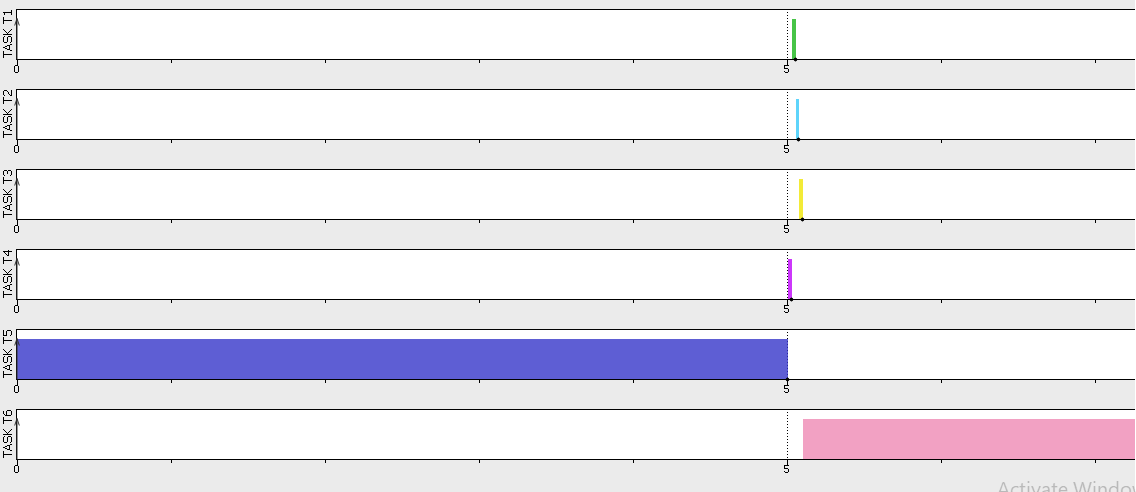 TASK T1
0 5
TASK T2
0 5
TASK T3
0 5
TASK T4
0 5
TASK T5
0 5
TASK T6
0 5
Activate Window